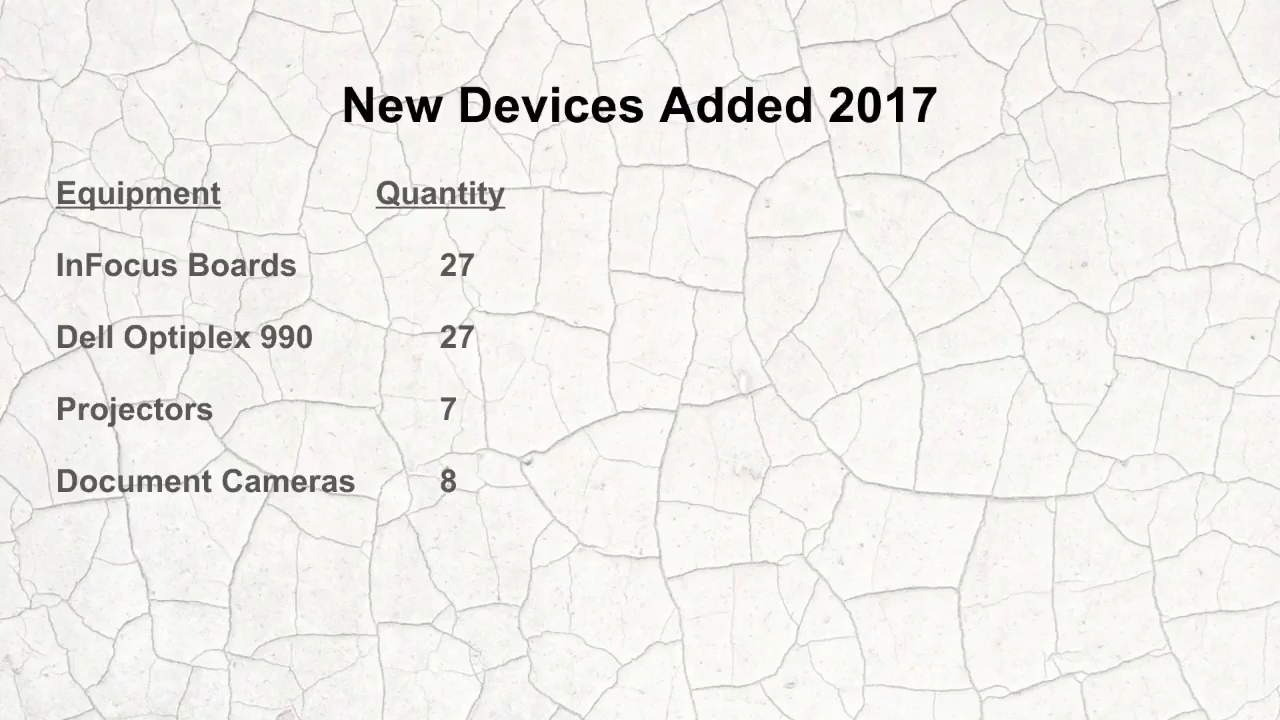 New Devices Added 2017
Equipment Quantity
InFocus Boards 27
Dell Optiplex 990 27
Projectors 7
Document Cameras 8